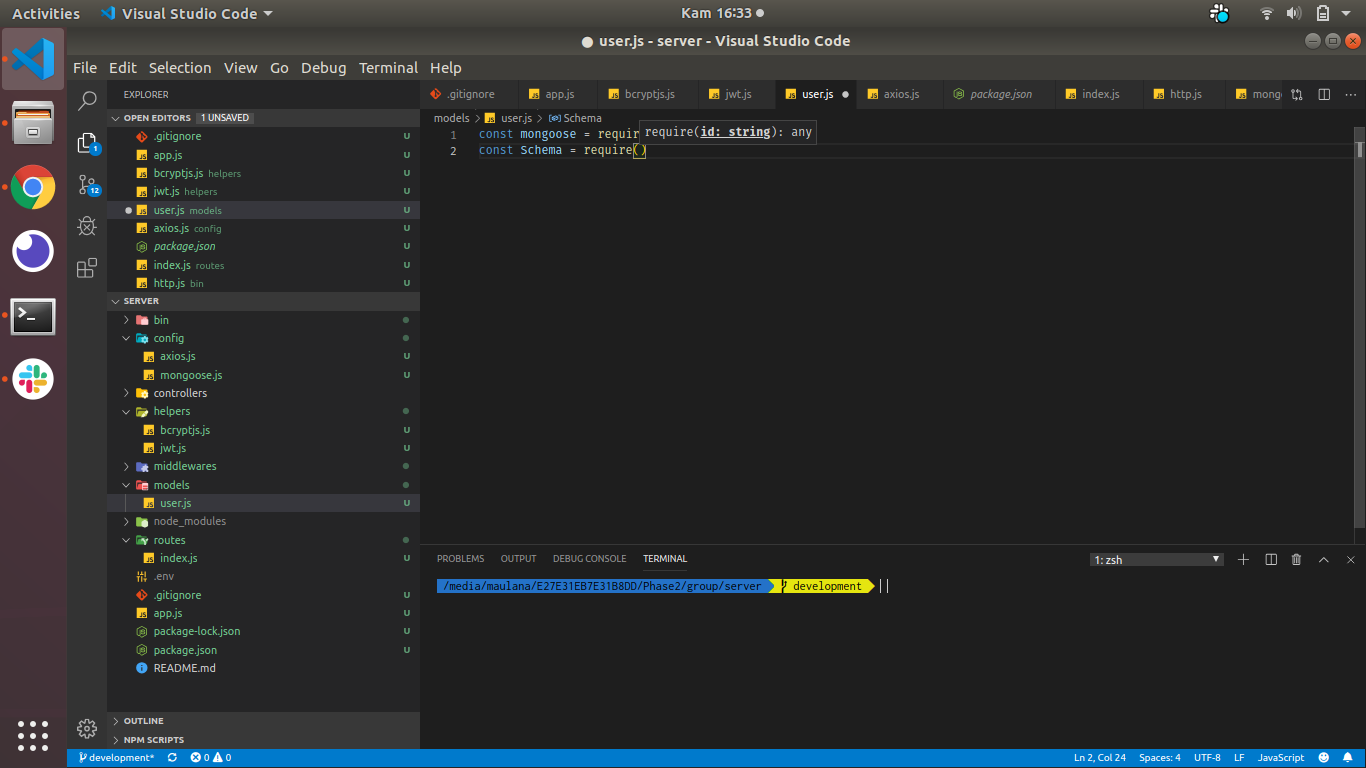 Activities
Visual Studio Code
Kam 16:33
user.js - server - Visual Studio Code
File Edit Selection View Go Debug Terminal Help
EXPLORER
OPEN EDITORS 1 UNSAVED
.gitignore U
app.js U
bcryptjs.js helpers U
jwt.js helpers U
user.js models U
axios.js config U
package.json U
index.js routes U
http.js bin U
SERVER
bin
config
axios.js U
mongoose.js U
controllers
helpers
bcryptjs.js U
jwt.js U
middlewares
models
user.js U
node_modules
routes
index.js U
.env
.gitignore U
app.js U
package-lock.json U
package.json U
README.md
OUTLINE
NPM SCRIPTS
1
12
.gitignore app.js bcryptjs.js jwt.js user.js axios.js package.json index.js http.js mong
models > user.js > Schema
1 const mongoose = requir
require(id: string): any
2 const Schema = require()
PROBLEMS OUTPUT DEBUG CONSOLE TERMINAL
1: zsh
/media/maulana/E27E31EB7E31B8DD/Phase2/group/server development
development* 0 0
Ln 2, Col 24 Spaces: 4 UTF-8 LF JavaScript